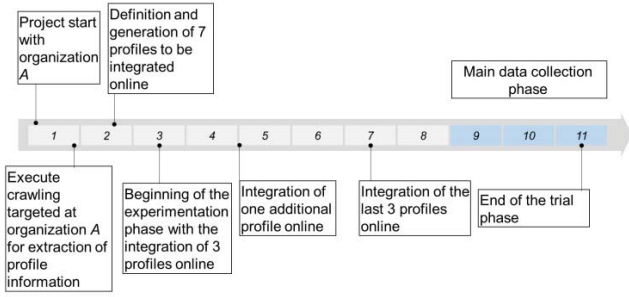 Project start
with
organization
A
Definition and
generation of 7
profiles to be
integrated
online
Main data collection
phase
1 2 3 4 5 6 7 8 9 10 11
Execute
crawling
targeted at
organization A
for extraction of
profile
information
Beginning of the
experimentation
phase with the
integration of 3
profiles online
Integration of
one additional
profile online
Integration of the
last 3 profiles
online
End of the trial
phase